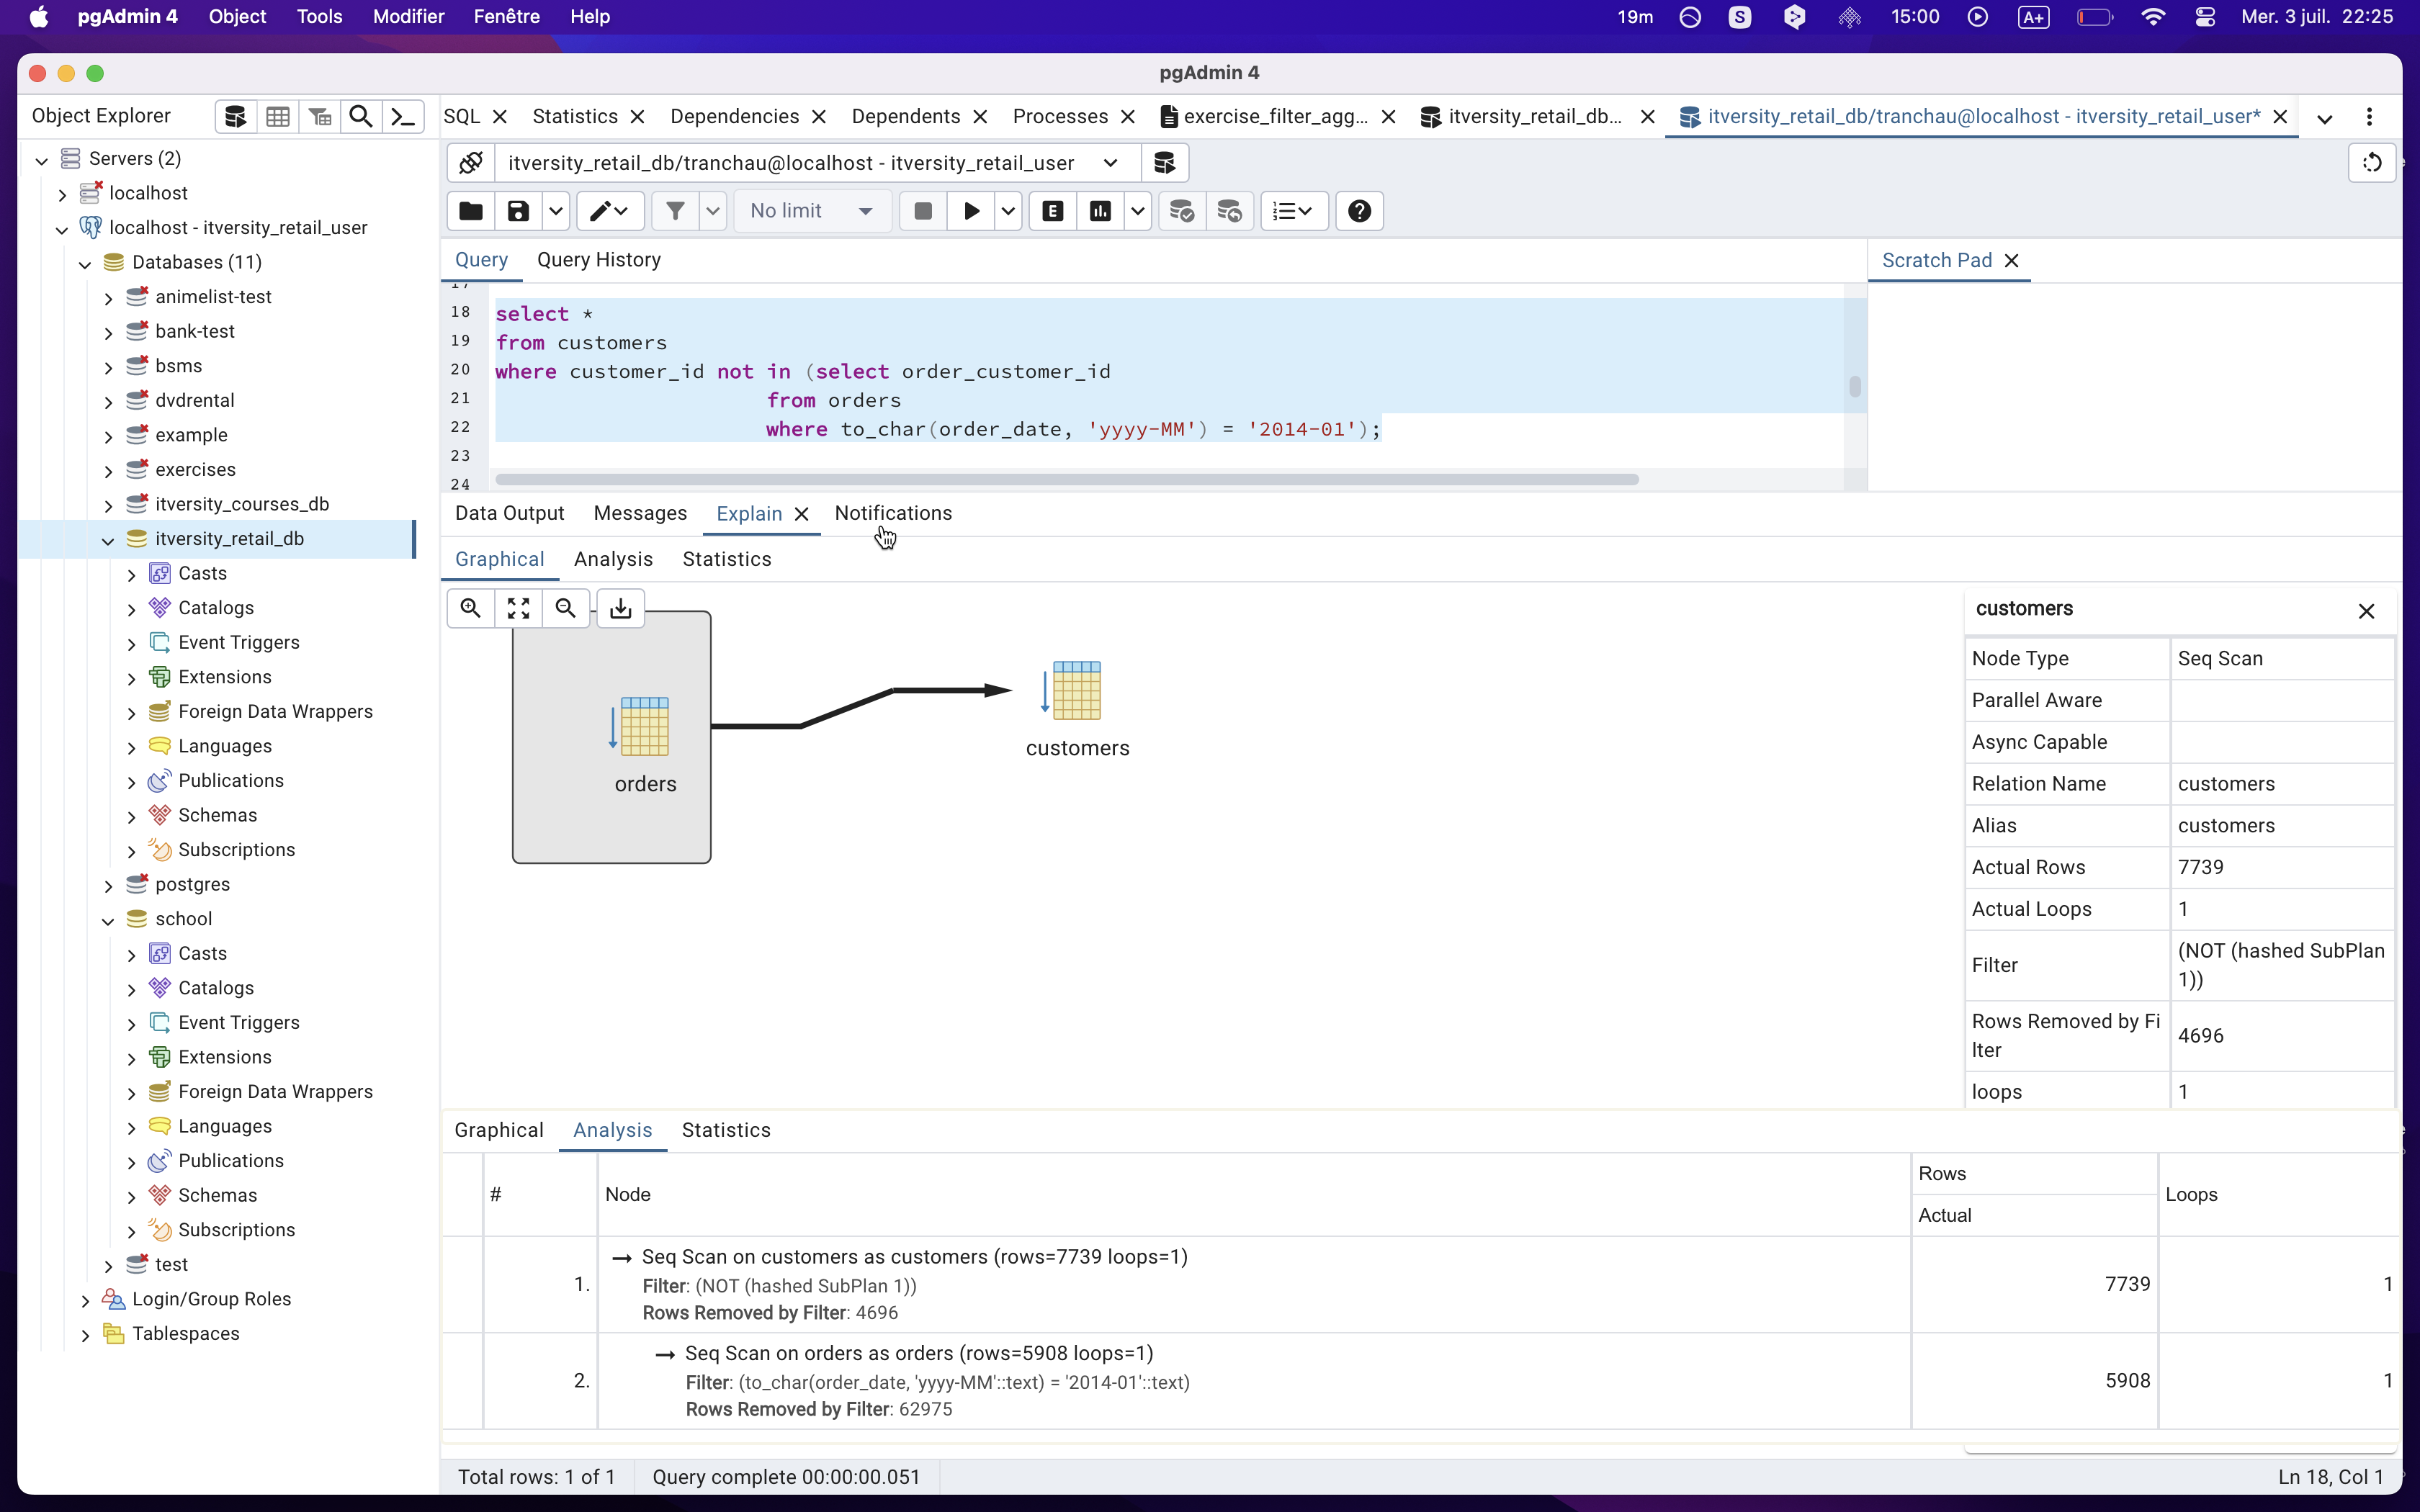 pgAdmin 4 Object Tools Modifier Fenêtre Help 19m S 15:00 A+ Mer. 3 juil. 22:25
pgAdmin 4
Object Explorer
SQL Statistics Dependencies Dependents Processes exercise_filter_agg... itversity_retail_db... itversity_retail_db/tranchau@localhost - itversity_retail_user*
Servers (2)
localhost
localhost - itversity_retail_user
Databases (11)
animelist-test
bank-test
bsms
dvdrental
example
exercises
itversity_courses_db
itversity_retail_db
Casts
Catalogs
Event Triggers
Extensions
Foreign Data Wrappers
Languages
Publications
Schemas
Subscriptions
postgres
school
Casts
Catalogs
Event Triggers
Extensions
Foreign Data Wrappers
Languages
Publications
Schemas
Subscriptions
test
Login/Group Roles
Tablespaces
itversity_retail_db/tranchau@localhost - itversity_retail_user
No limit E
Query Query History
Scratch Pad
17
18 select *
19 from customers
20 where customer_id not in (select order_customer_id
21 from orders
22 where to_char(order_date, 'yyyy-MM') = '2014-01');
23
24
Data Output Messages Explain Notifications
Graphical Analysis Statistics
orders
customers
customers
Node Type Seq Scan
Parallel Aware
Async Capable
Relation Name customers
Alias customers
Actual Rows 7739
Actual Loops 1
Filter (NOT (hashed SubPlan
1))
Rows Removed by Fi
lter 4696
loops 1
Graphical Analysis Statistics
# Node Rows Loops
Actual
1. Seq Scan on customers as customers (rows=7739 loops=1) 7739 1
Filter: (NOT (hashed SubPlan 1))
Rows Removed by Filter: 4696
2. Seq Scan on orders as orders (rows=5908 loops=1) 5908 1
Filter: (to_char(order_date, 'yyyy-MM'::text) = '2014-01'::text)
Rows Removed by Filter: 62975
Total rows: 1 of 1 Query complete 00:00:00.051 Ln 18, Col 1